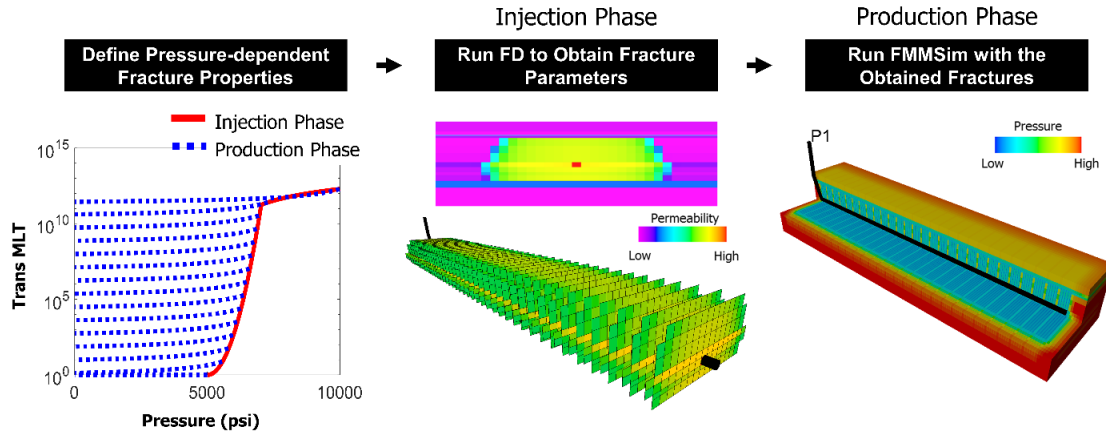 Injection Phase
Production Phase
Define Pressure-dependent
Fracture Properties
Run FD to Obtain Fracture
Parameters
Run FMMSim with the
Obtained Fractures
Injection Phase
Production Phase
10^15
10^10
10^5
10^0
Trans MLT
0
5000
10000
Pressure (psi)
Permeability
Low
High
P1
Pressure
Low
High